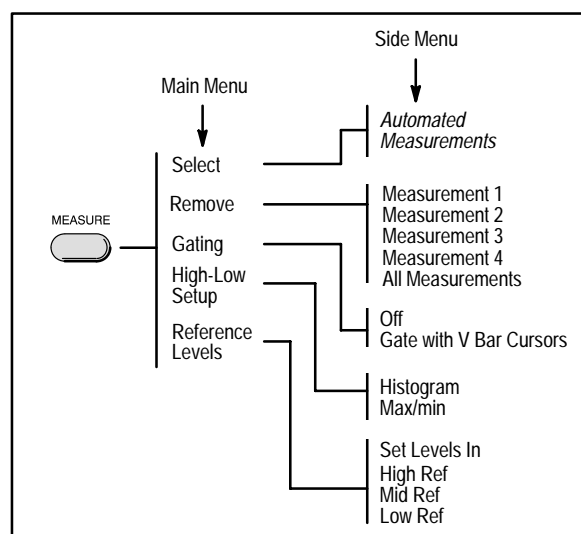 Side Menu
Main Menu
Automated
Measurements
Select
Measurement 1
Remove
Measurement 2
MEASURE
Measurement 3
Gating
Measurement 4
High-Low
All Measurements
Setup
Off
Reference
Gate with V Bar Cursors
Levels
Histogram
Max/min
Set Levels In
High Ref
Mid Ref
Low Ref